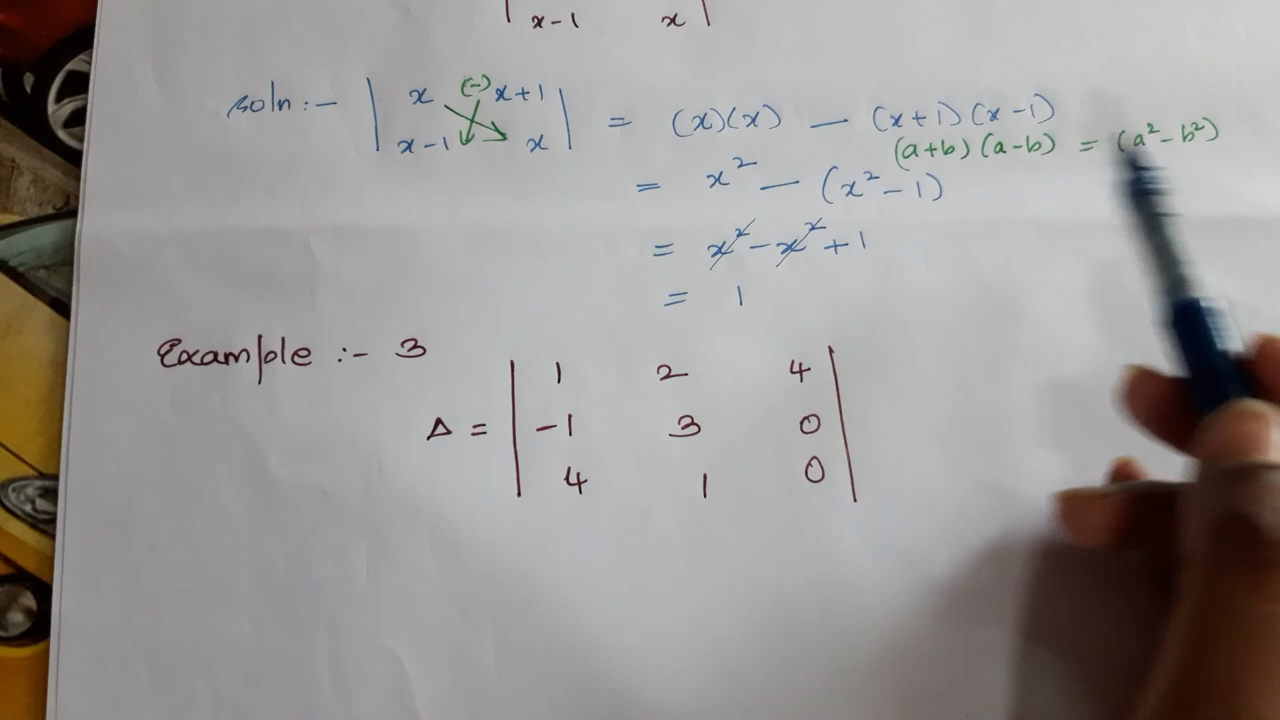 | x-1 x |
soln:- | x (-) x+1 | = (x)(x) — (x+1)(x-1)
| x-1 x | (a+b)(a-b) = (a² - b²)
= x² — (x² - 1)
= x² - x² + 1
= 1
Example :- 3
| 1 2 4 |
Δ = | -1 3 0 |
| 4 1 0 |